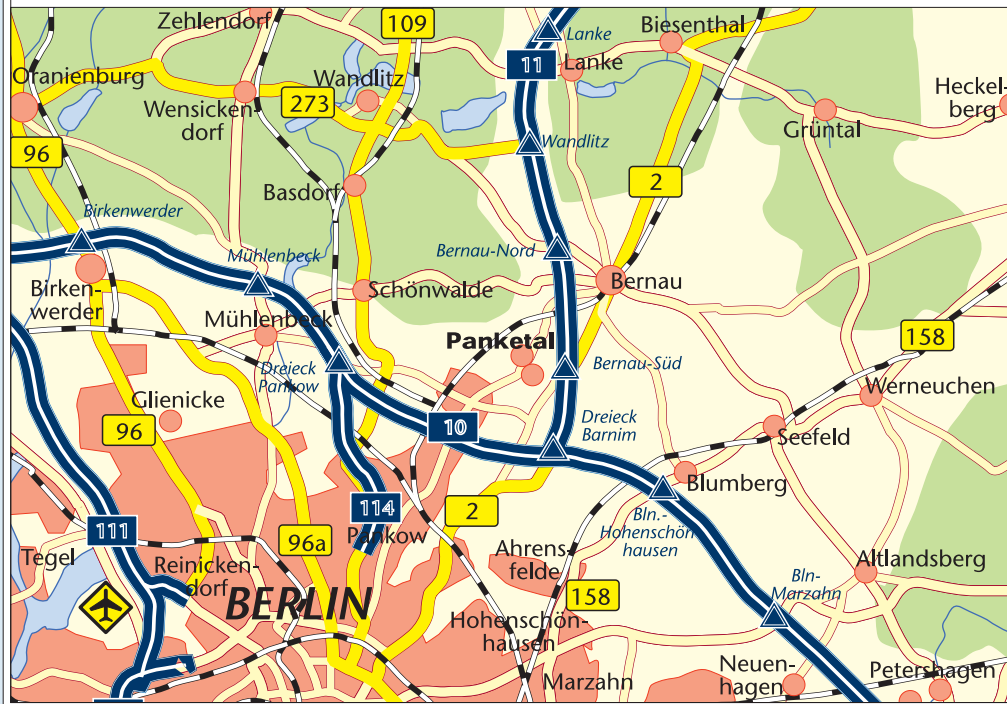 Zehlendorf
109
Lanke
Biesenthal
11
Lanke
Oranienburg
Wandlitz
Heckel-
berg
273
Wensicken-
dorf
Grüntal
96
Wandlitz
2
Basdorf
Birkenwerder
Mühlenbeck
Bernau-Nord
Birken-
werder
Schönwalde
Bernau
Mühlenbeck
158
Panketal
Dreieck
Pankow
Bernau-Süd
Werneuchen
Glienicke
96
10
Dreieck
Barnim
Seefeld
Blumberg
114
2
Bln.-
Hohenschön
hausen
111
Pankow
96a
Tegel
Reinicken-
dorf
Ahrens-
felde
Altlandsberg
Bln-
Marzahn
158
BERLIN
Hohenschön-
hausen
Marzahn
Neuen-
hagen
Petershagen